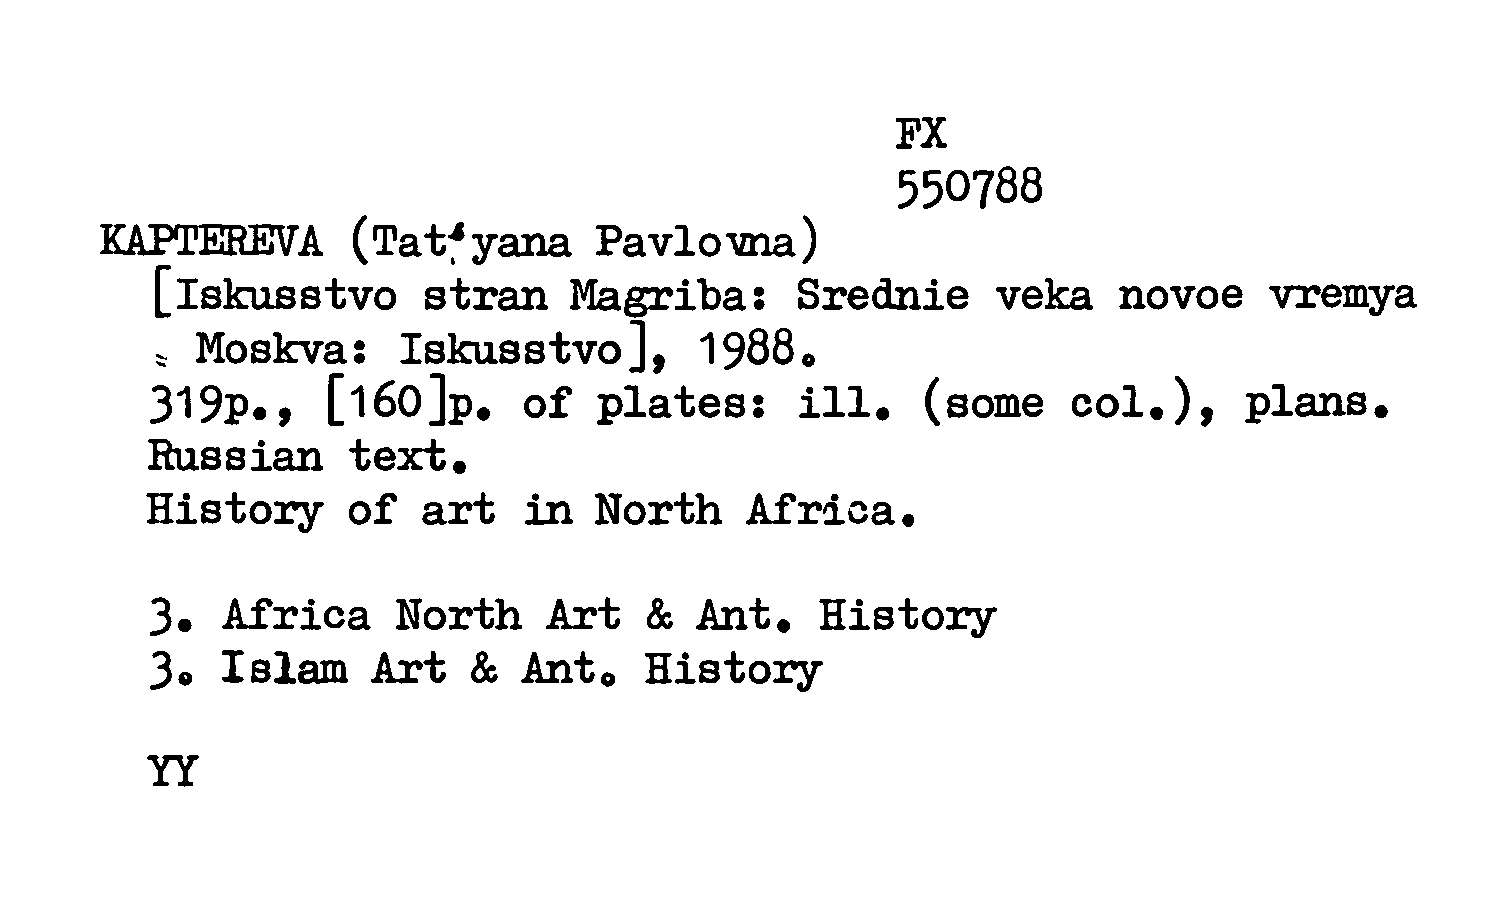 FX
550788
KAPTEREVA (Tat'yana Pavlovna)
[Iskusstvo stran Magriba: Srednie veka novoe vremya
Moskva: Iskusstvo], 1988.
319p., [160]p. of plates: ill. (some col.), plans.
Russian text.
History of art in North Africa.
3. Africa North Art & Ant. History
3. Islam Art & Ant. History
YY